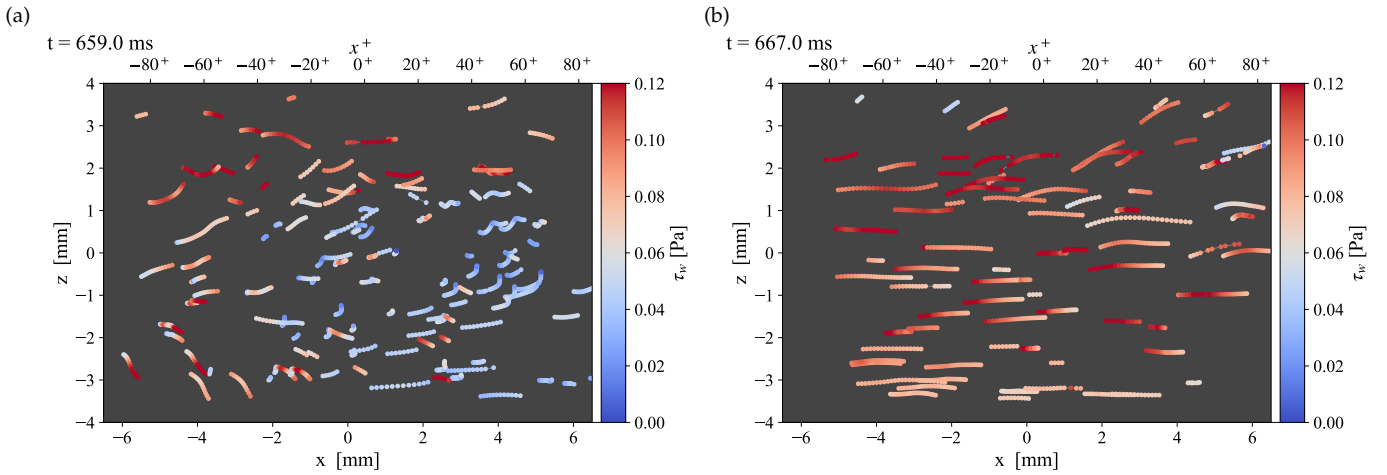 (a)
t = 659.0 ms
x⁺
−80⁺ −60⁺ −40⁺ −20⁺ 0⁺ 20⁺ 40⁺ 60⁺ 80⁺
4
3
2
1
0
−1
−2
−3
−4
z [mm]
−6 −4 −2 0 2 4 6
x [mm]
0.12
0.10
0.08
0.06
0.04
0.02
0.00
τw [Pa]
(b)
t = 667.0 ms
x⁺
−80⁺ −60⁺ −40⁺ −20⁺ 0⁺ 20⁺ 40⁺ 60⁺ 80⁺
4
3
2
1
0
−1
−2
−3
−4
z [mm]
−6 −4 −2 0 2 4 6
x [mm]
0.12
0.10
0.08
0.06
0.04
0.02
0.00
τw [Pa]